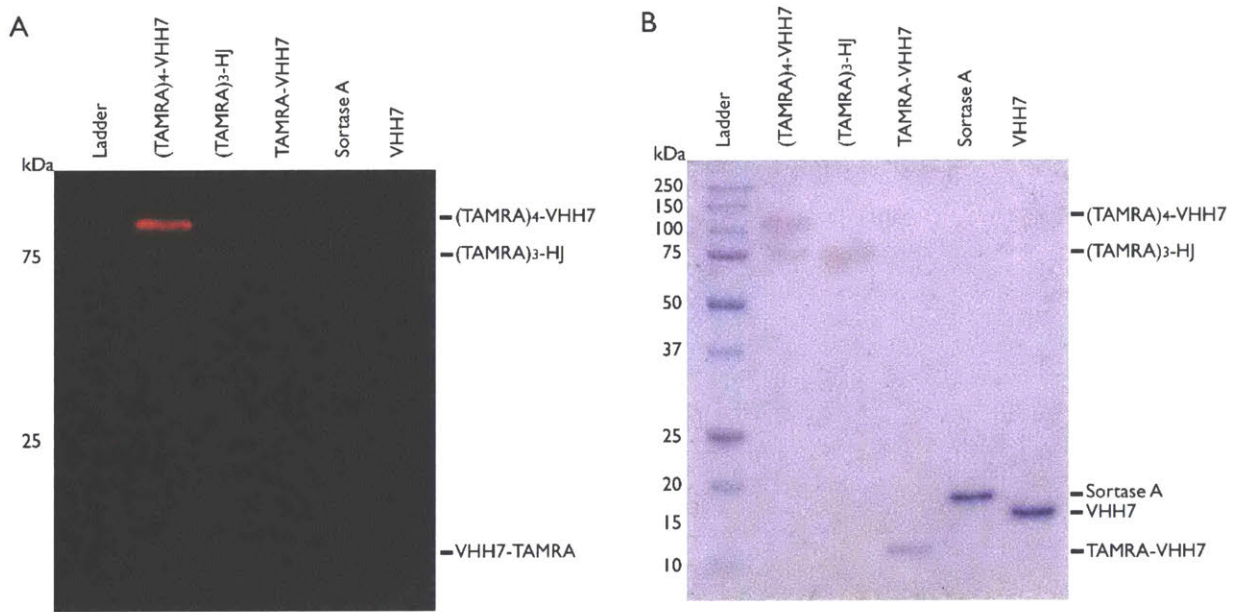 A
Ladder
(TAMRA)4-VHH7
(TAMRA)3-HJ
TAMRA-VHH7
Sortase A
VHH7
kDa
75
25
(TAMRA)4-VHH7
(TAMRA)3-HJ
VHH7-TAMRA
B
Ladder
(TAMRA)4-VHH7
(TAMRA)3-HJ
TAMRA-VHH7
Sortase A
VHH7
kDa
250
150
100
75
50
37
25
20
15
10
(TAMRA)4-VHH7
(TAMRA)3-HJ
Sortase A
VHH7
TAMRA-VHH7